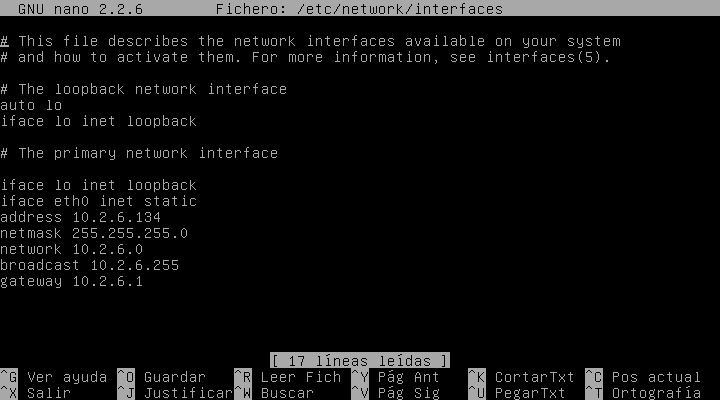 GNU nano 2.2.6 Fichero: /etc/network/interfaces
# This file describes the network interfaces available on your system
# and how to activate them. For more information, see interfaces(5).
# The loopback network interface
auto lo
iface lo inet loopback
# The primary network interface
iface lo inet loopback
iface eth0 inet static
address 10.2.6.134
netmask 255.255.255.0
network 10.2.6.0
broadcast 10.2.6.255
gateway 10.2.6.1
[ 17 líneas leídas ]
^G Ver ayuda ^O Guardar ^R Leer Fich ^Y Pág Ant ^K CortarTxt ^C Pos actual
^X Salir ^J Justificar ^W Buscar ^V Pág Sig ^U PegarTxt ^T Ortografía